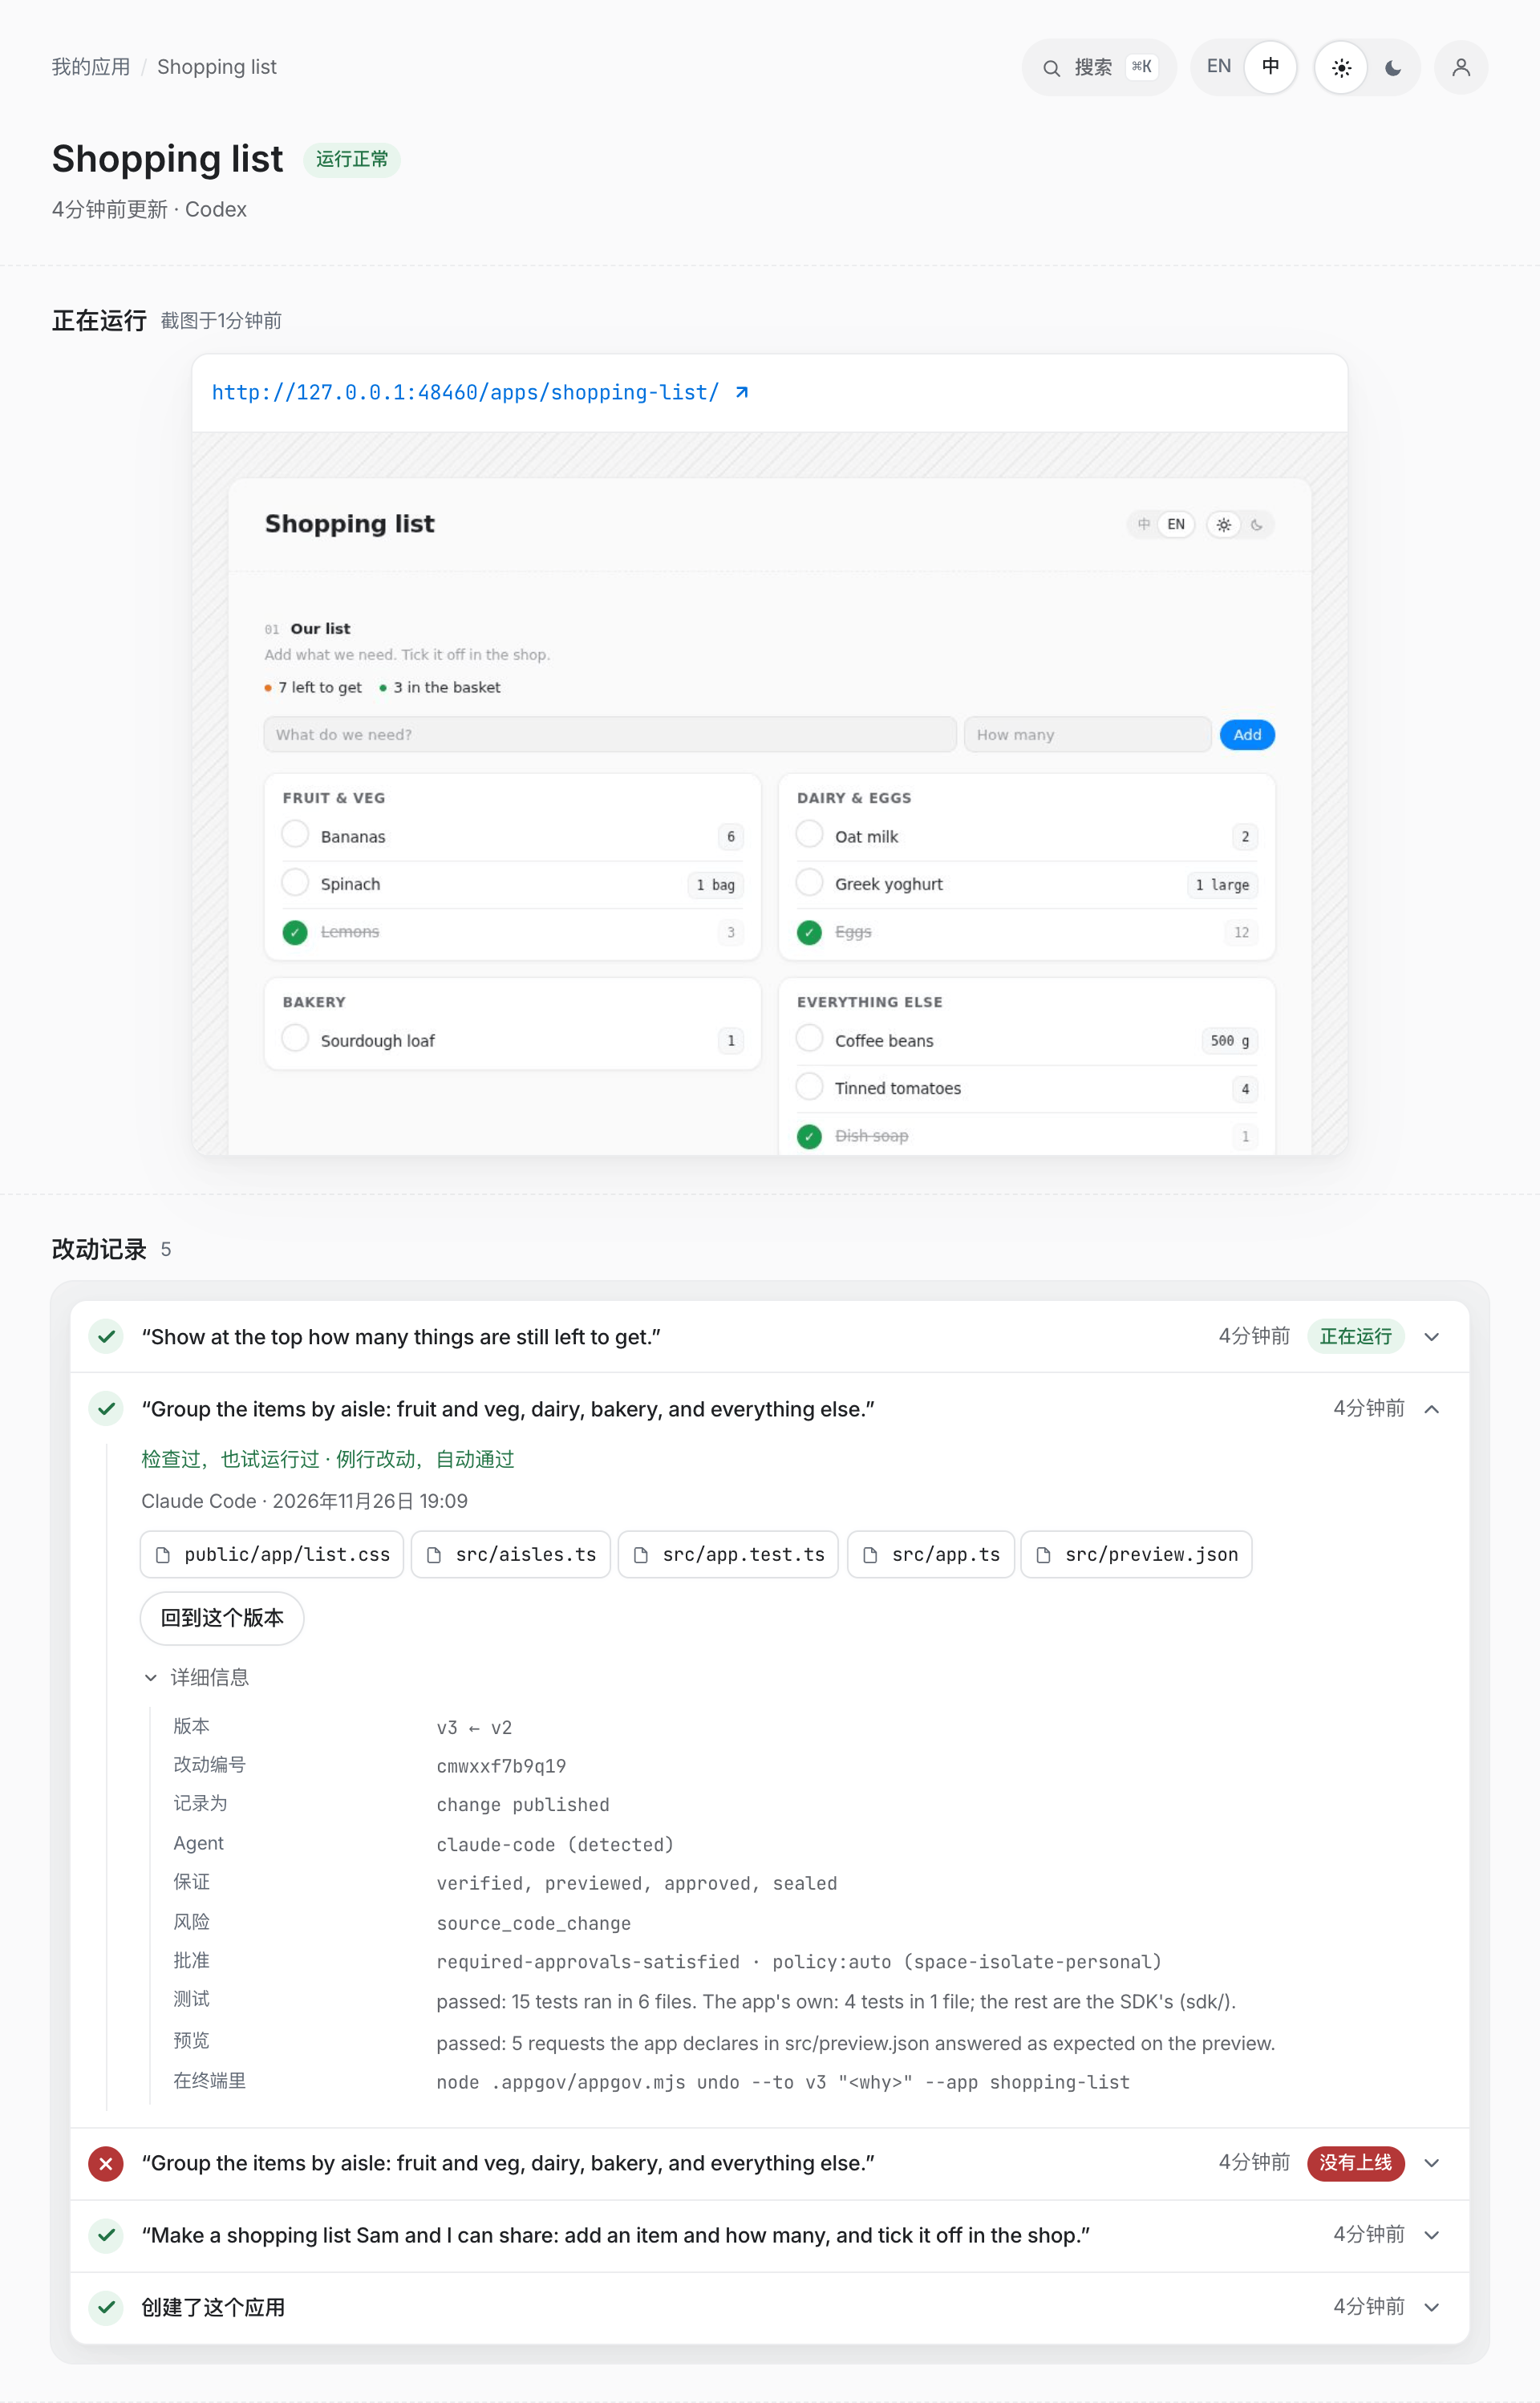 我的应用 / Shopping list
搜索 ⌘K
EN 中
Shopping list 运行正常
4分钟前更新 · Codex
正在运行 截图于1分钟前
http://127.0.0.1:48460/apps/shopping-list/
Shopping list
中 EN
01 Our list
Add what we need. Tick it off in the shop.
7 left to get 3 in the basket
What do we need? How many Add
FRUIT & VEG
Bananas 6
Spinach 1 bag
Lemons 3
DAIRY & EGGS
Oat milk 2
Greek yoghurt 1 large
Eggs 12
BAKERY
Sourdough loaf 1
EVERYTHING ELSE
Coffee beans 500 g
Tinned tomatoes 4
Dish soap 1
改动记录 5
“Show at the top how many things are still left to get.” 4分钟前 正在运行
“Group the items by aisle: fruit and veg, dairy, bakery, and everything else.” 4分钟前
检查过，也试运行过 · 例行改动，自动通过
Claude Code · 2026年11月26日 19:09
public/app/list.css src/aisles.ts src/app.test.ts src/app.ts src/preview.json
回到这个版本
详细信息
版本 v3 ← v2
改动编号 cmwxxf7b9q19
记录为 change published
Agent claude-code (detected)
保证 verified, previewed, approved, sealed
风险 source_code_change
批准 required-approvals-satisfied · policy:auto (space-isolate-personal)
测试 passed: 15 tests ran in 6 files. The app's own: 4 tests in 1 file; the rest are the SDK's (sdk/).
预览 passed: 5 requests the app declares in src/preview.json answered as expected on the preview.
在终端里 node .appgov/appgov.mjs undo --to v3 "<why>" --app shopping-list
“Group the items by aisle: fruit and veg, dairy, bakery, and everything else.” 4分钟前 没有上线
“Make a shopping list Sam and I can share: add an item and how many, and tick it off in the shop.” 4分钟前
创建了这个应用 4分钟前